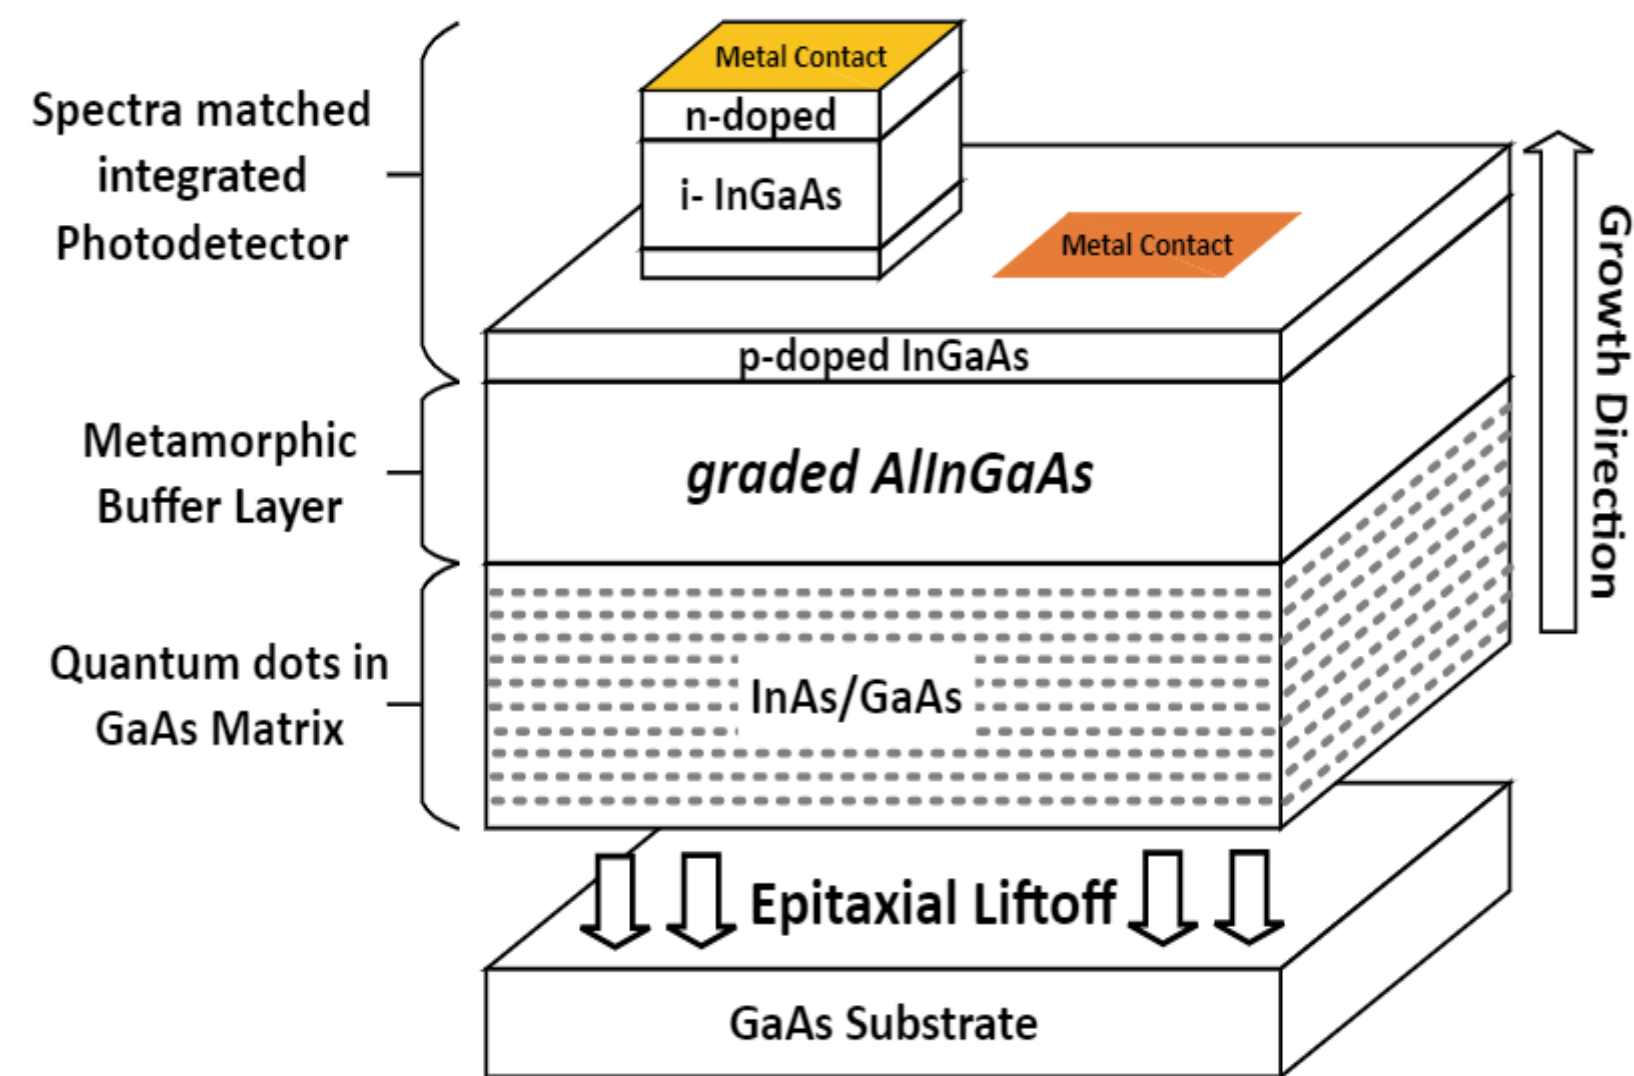 Spectra matched
integrated
Photodetector
Metal Contact
n-doped
i- InGaAs
Metal Contact
p-doped InGaAs
Metamorphic
Buffer Layer
graded AlInGaAs
Quantum dots in
GaAs Matrix
InAs/GaAs
Growth Direction
Epitaxial Liftoff
GaAs Substrate